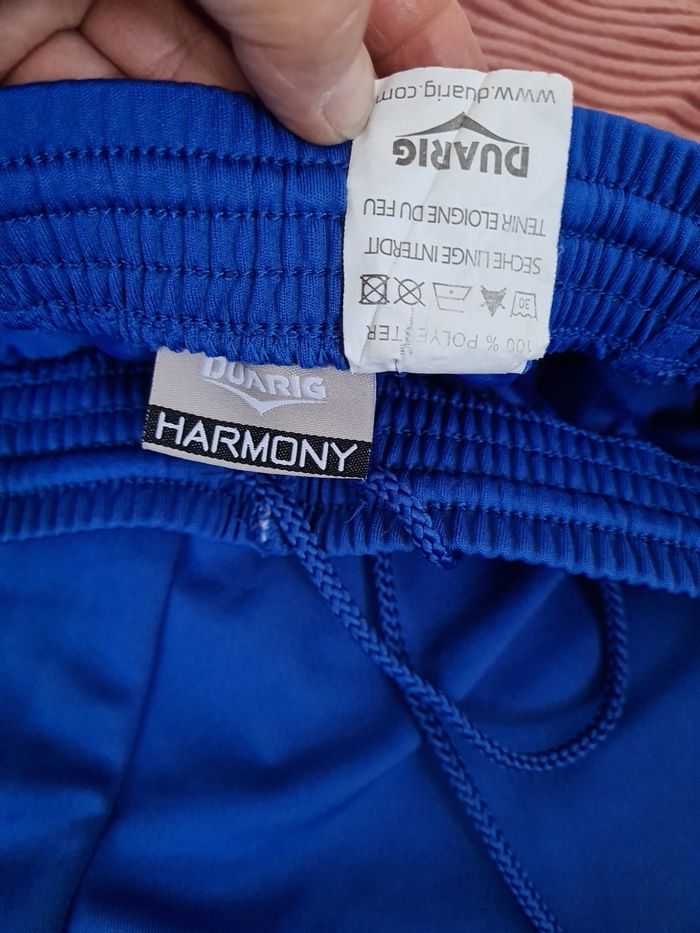 www.duarig.com
DUARIG
TENIR ELOIGNE DU FEU
SECHE LINGE INTERDIT
30
100 % POLYESTER
DUARIG
HARMONY